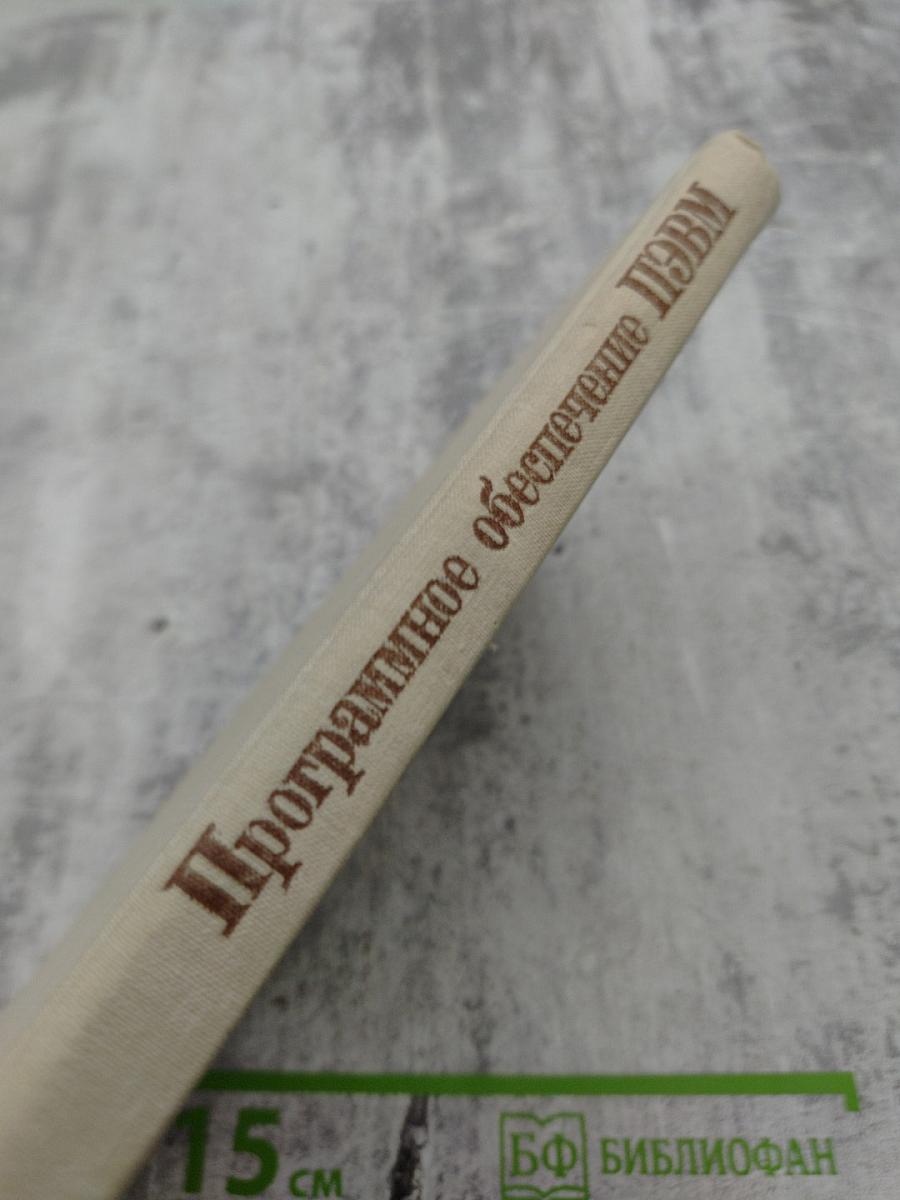 Программное обеспечение ПЭВМ
15 см
БФ БИБЛИОФАН